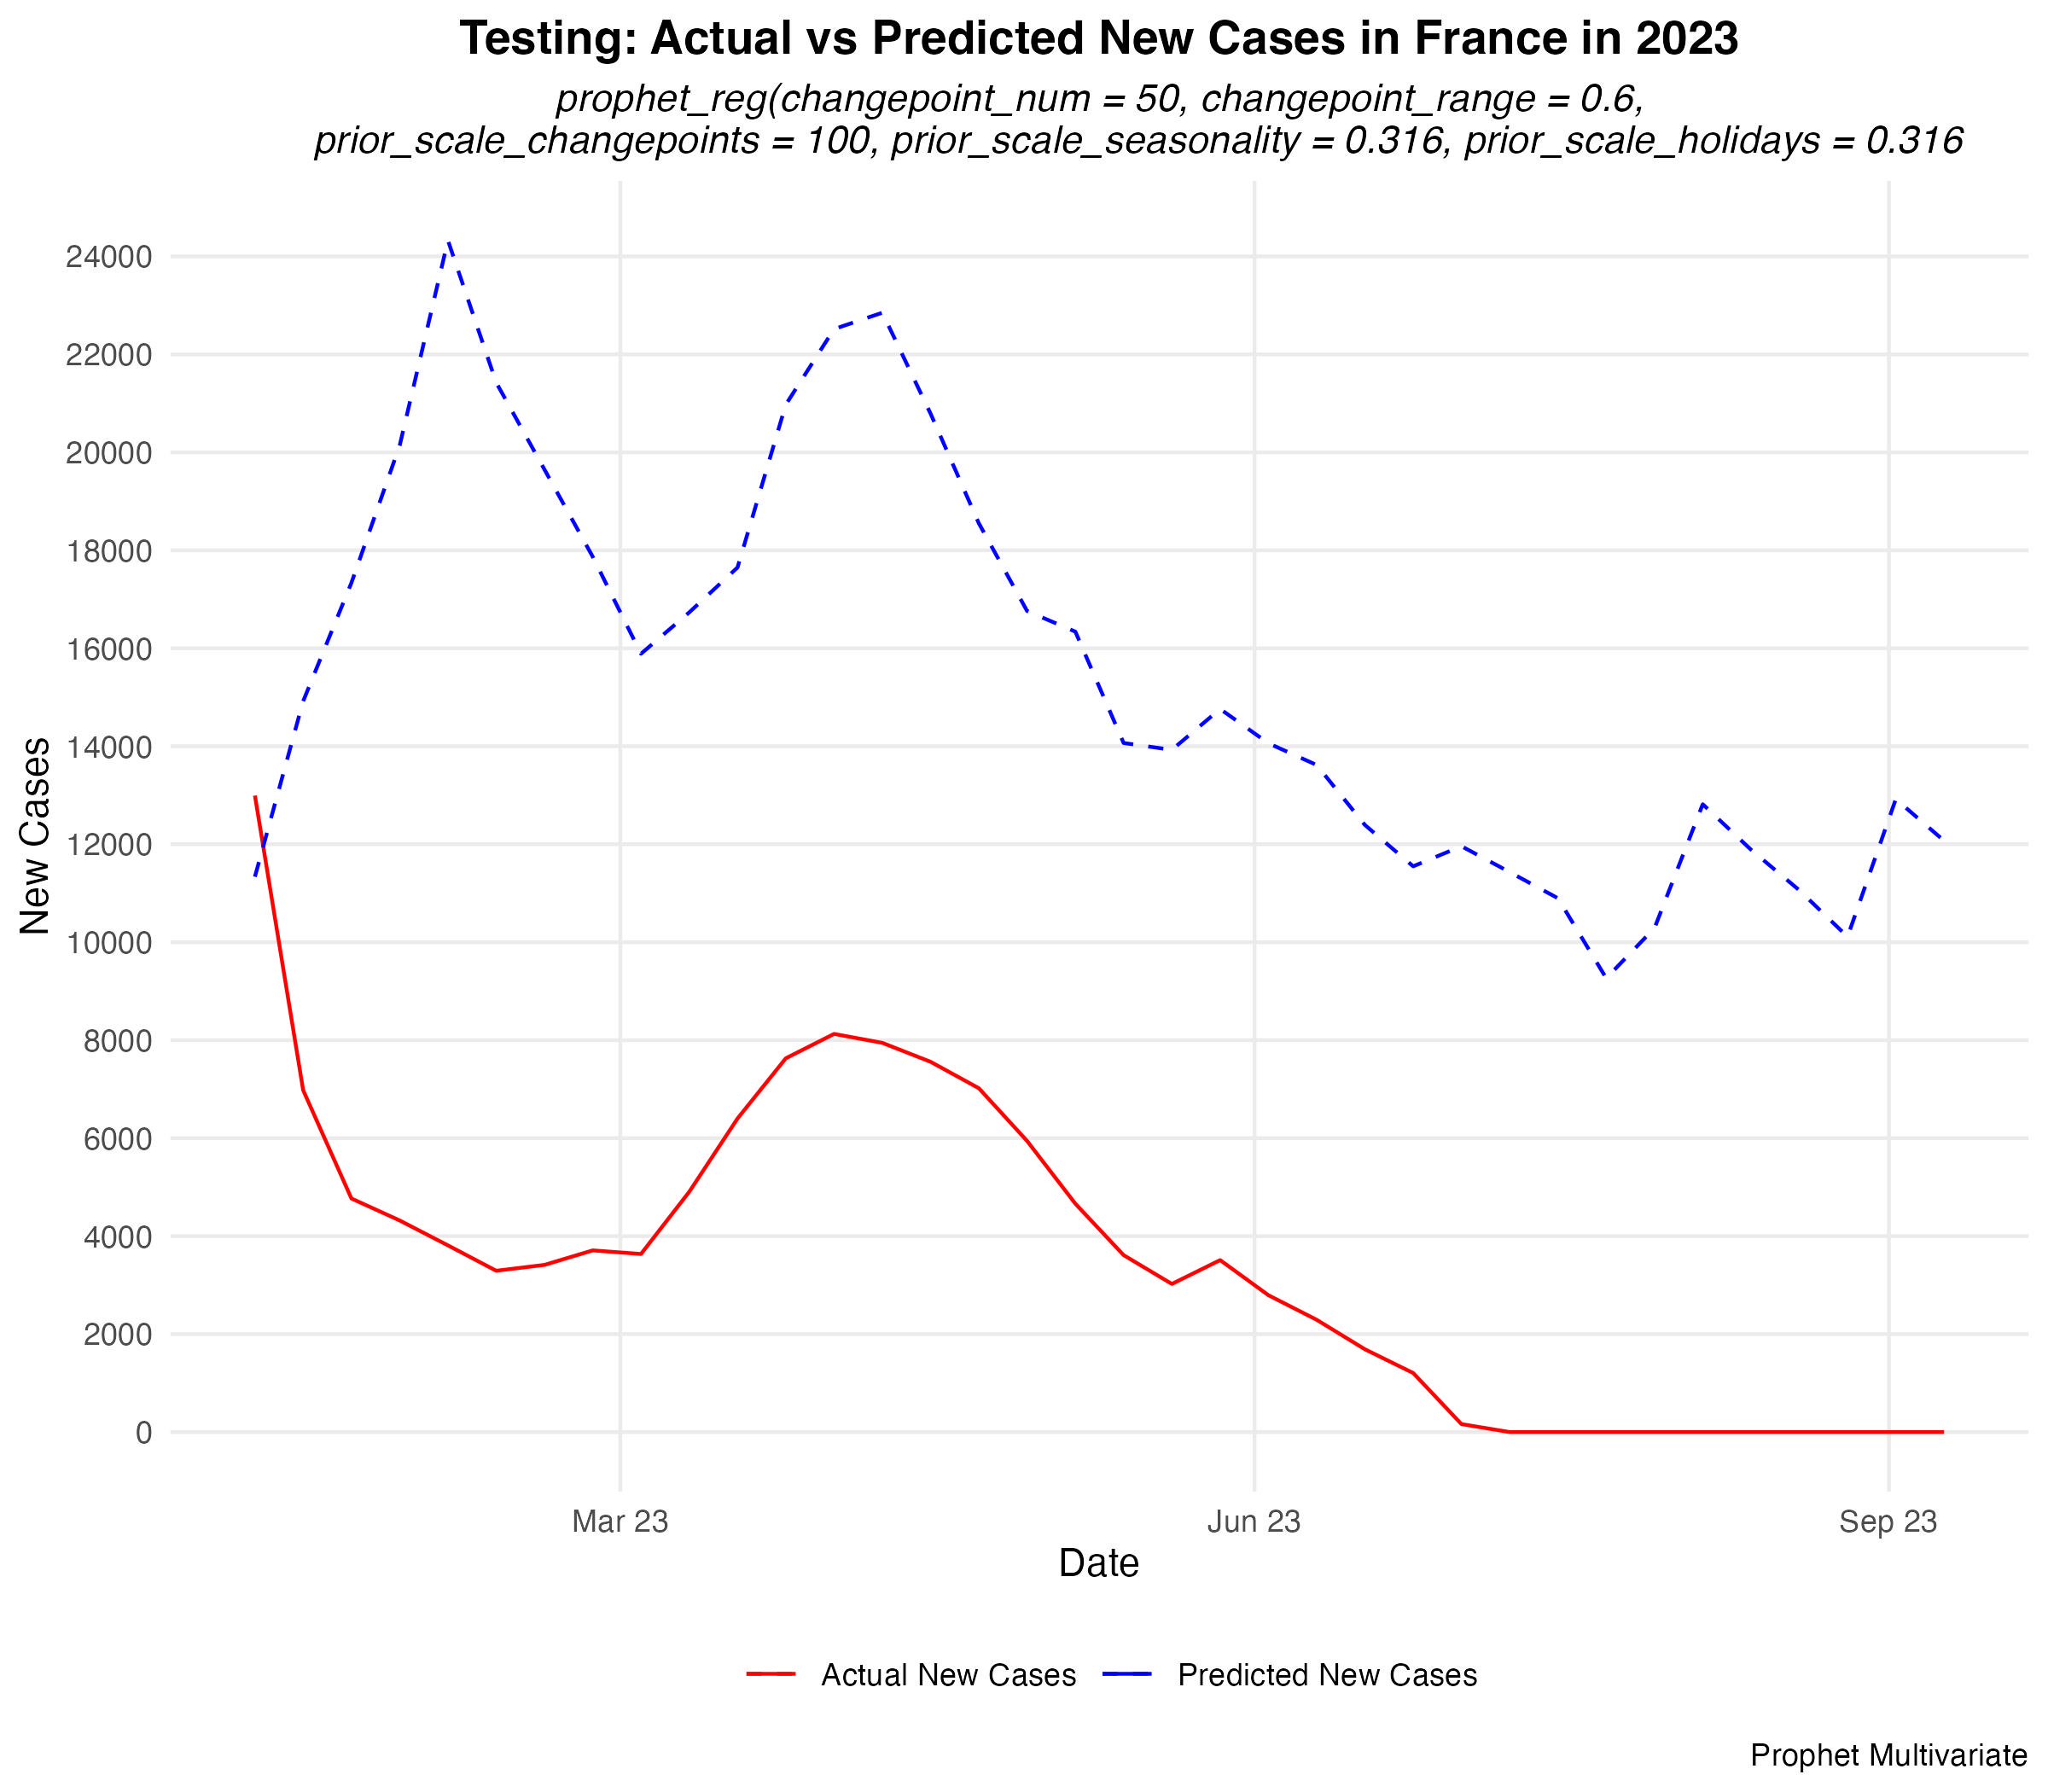 Testing: Actual vs Predicted New Cases in France in 2023
prophet_reg(changepoint_num = 50, changepoint_range = 0.6,
prior_scale_changepoints = 100, prior_scale_seasonality = 0.316, prior_scale_holidays = 0.316
New Cases
24000
22000
20000
18000
16000
14000
12000
10000
8000
6000
4000
2000
0
Mar 23
Jun 23
Sep 23
Date
Actual New Cases
Predicted New Cases
Prophet Multivariate